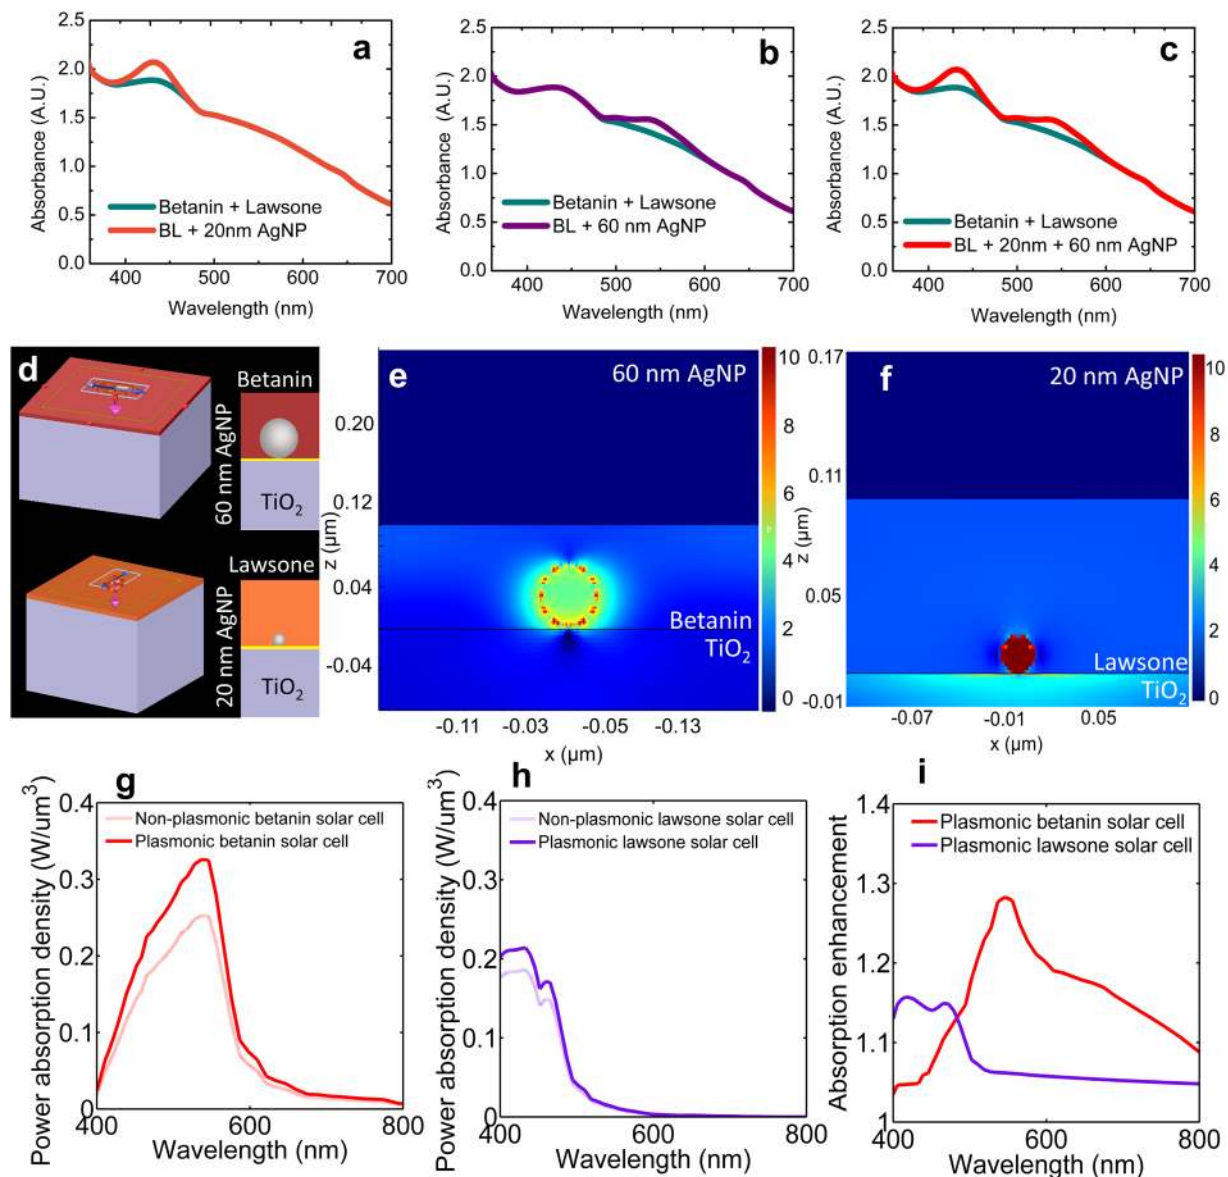 a
2.5
2.0
1.5
1.0
0.5
0.0
Absorbance (A.U.)
Betanin + Lawsone
BL + 20nm AgNP
400 500 600 700
Wavelength (nm)
b
2.5
2.0
1.5
1.0
0.5
0.0
Absorbance (A.U.)
Betanin + Lawsone
BL + 60 nm AgNP
400 500 600 700
Wavelength (nm)
c
2.5
2.0
1.5
1.0
0.5
0.0
Absorbance (A.U.)
Betanin + Lawsone
BL + 20nm + 60 nm AgNP
400 500 600 700
Wavelength (nm)
d
60 nm AgNP
Betanin
TiO2
20 nm AgNP
Lawsone
TiO2
e
60 nm AgNP
0.20
0.12
0.04
-0.04
z (μm)
Betanin
TiO2
-0.11 -0.03 -0.05 -0.13
x (μm)
10
8
6
4
2
0
f
20 nm AgNP
0.17
0.11
0.05
-0.01
z (μm)
Lawsone
TiO2
-0.07 -0.01 0.05
x (μm)
10
8
6
4
2
0
g
0.4
0.3
0.2
0.1
0
Power absorption density (W/um3)
Non-plasmonic betanin solar cell
Plasmonic betanin solar cell
400 600 800
Wavelength (nm)
h
0.4
0.3
0.2
0.1
0
Power absorption density (W/um3)
Non-plasmonic lawsone solar cell
Plasmonic lawsone solar cell
400 600 800
Wavelength (nm)
i
1.4
1.3
1.2
1.1
1
Absorption enhancement
Plasmonic betanin solar cell
Plasmonic lawsone solar cell
400 600 800
Wavelength (nm)